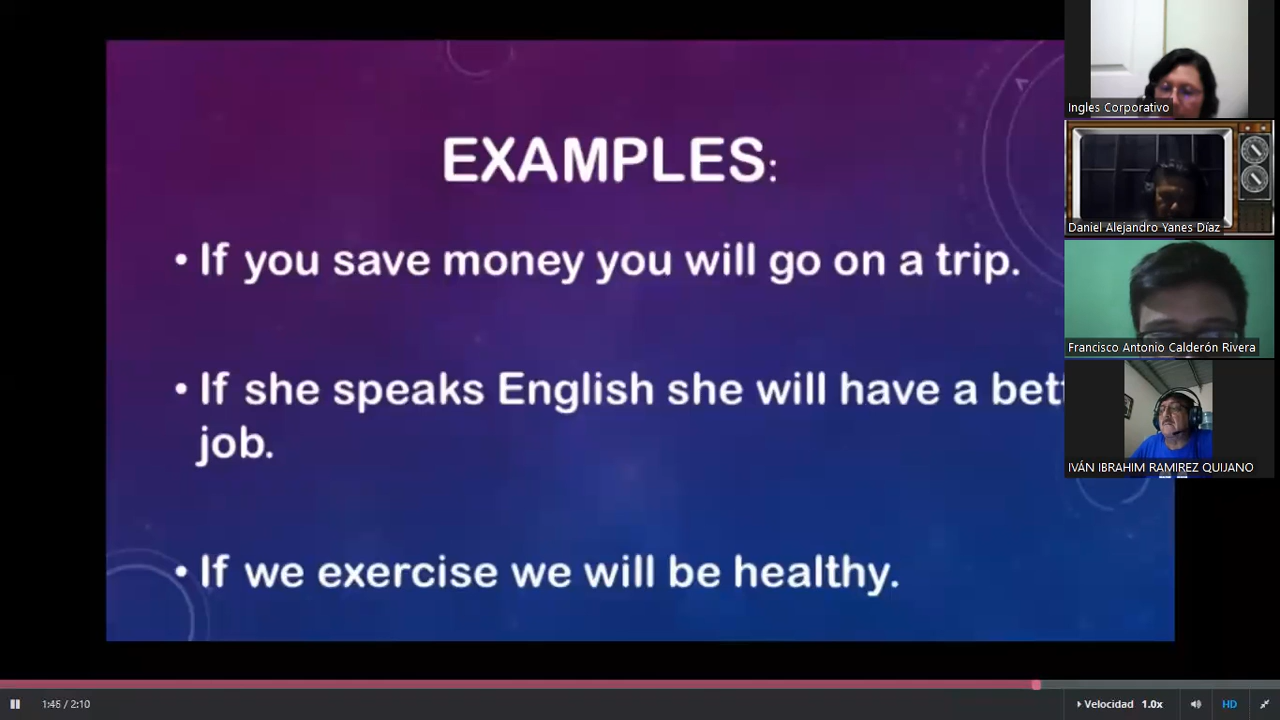 EXAMPLES:
• If you save money you will go on a trip.
• If she speaks English she will have a
job.
• If we exercise we will be healthy.
Ingles Corporativo
Daniel Alejandro Yanes Díaz
Francisco Antonio Calderón Rivera
IVÁN IBRAHIM RAMIREZ QUIJANO
1:45 / 2:10
Velocidad 1.0x
HD